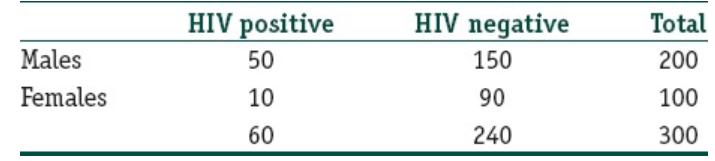 HIV positive HIV negative Total
Males 50 150 200
Females 10 90 100
60 240 300